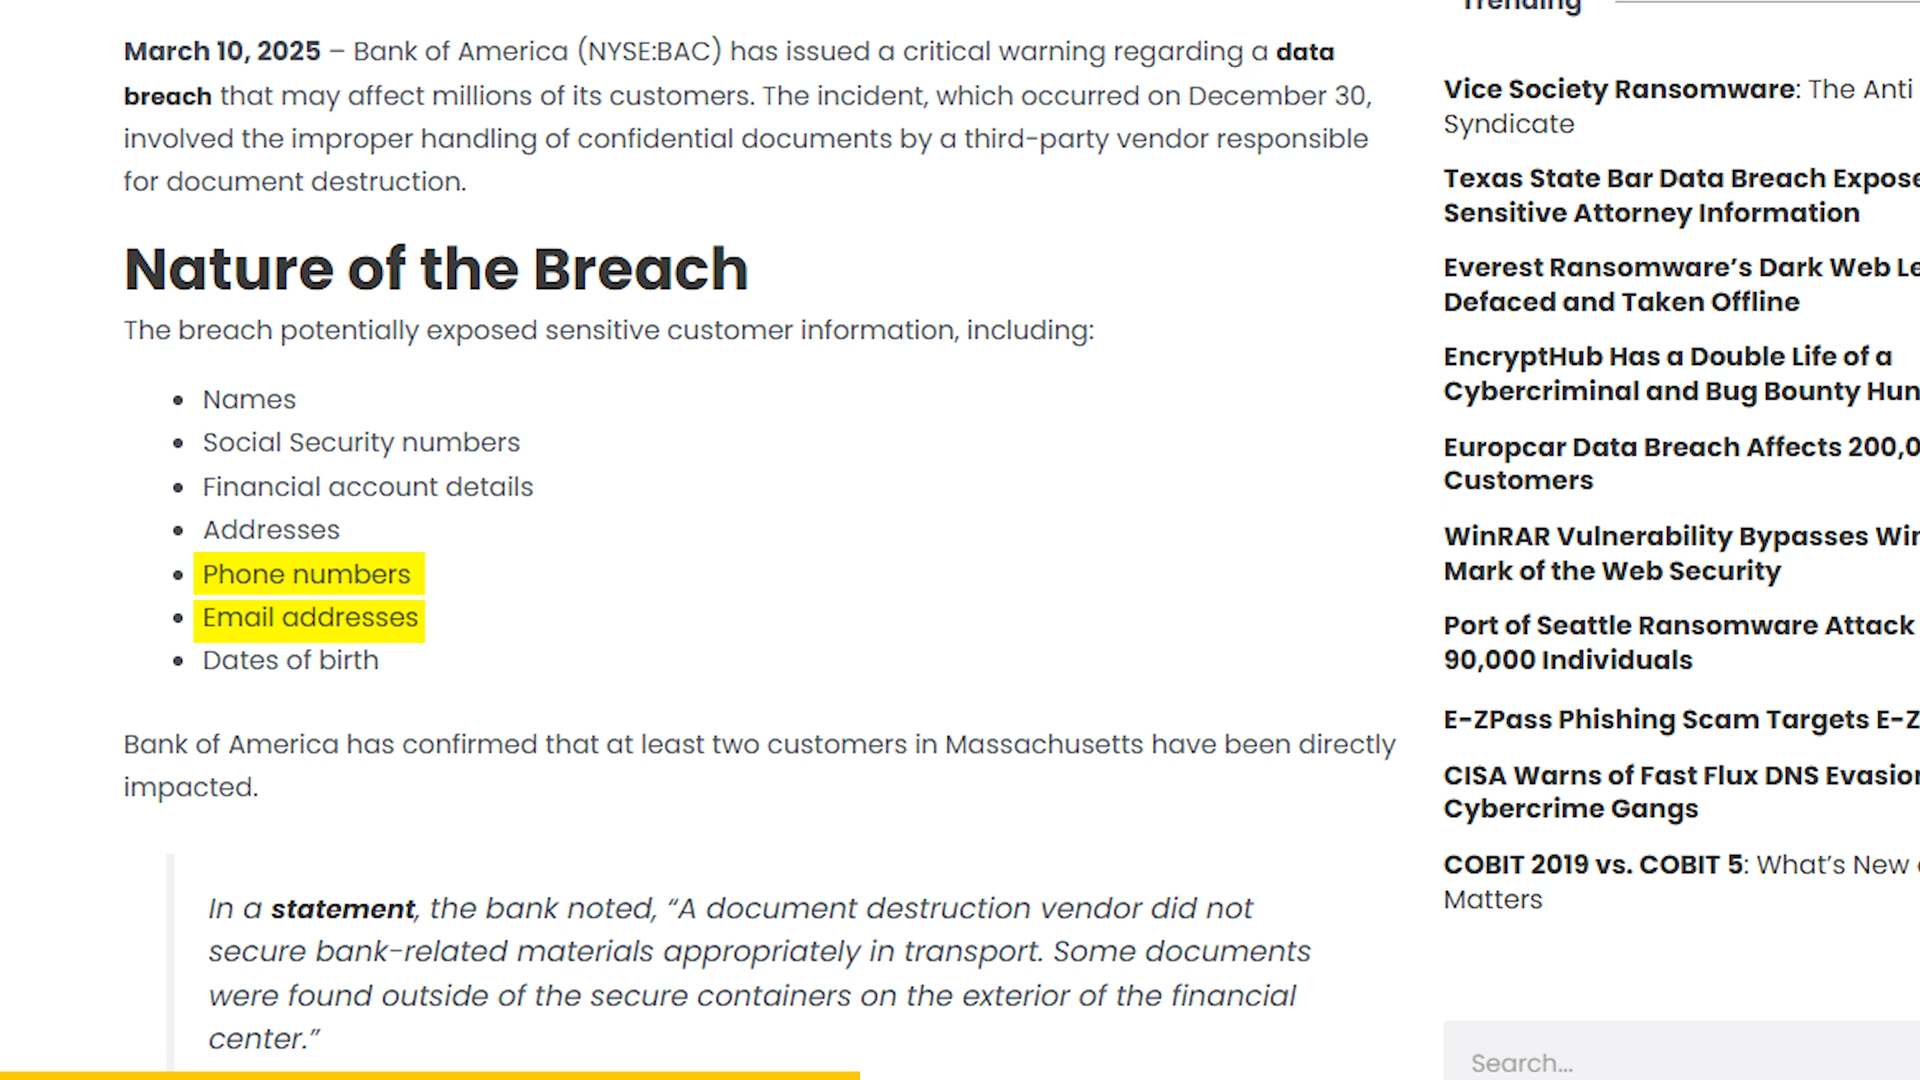 Trending
March 10, 2025 – Bank of America (NYSE:BAC) has issued a critical warning regarding a data
breach that may affect millions of its customers. The incident, which occurred on December 30,
involved the improper handling of confidential documents by a third-party vendor responsible
for document destruction.
Nature of the Breach
The breach potentially exposed sensitive customer information, including:
• Names
• Social Security numbers
• Financial account details
• Addresses
• Phone numbers
• Email addresses
• Dates of birth
Bank of America has confirmed that at least two customers in Massachusetts have been directly
impacted.
In a statement, the bank noted, “A document destruction vendor did not
secure bank-related materials appropriately in transport. Some documents
were found outside of the secure containers on the exterior of the financial
center.”
Vice Society Ransomware: The Anti
Syndicate
Texas State Bar Data Breach Expose
Sensitive Attorney Information
Everest Ransomware’s Dark Web Le
Defaced and Taken Offline
EncryptHub Has a Double Life of a
Cybercriminal and Bug Bounty Hun
Europcar Data Breach Affects 200,0
Customers
WinRAR Vulnerability Bypasses Win
Mark of the Web Security
Port of Seattle Ransomware Attack
90,000 Individuals
E-ZPass Phishing Scam Targets E-Z
CISA Warns of Fast Flux DNS Evasion
Cybercrime Gangs
COBIT 2019 vs. COBIT 5: What’s New
Matters
Search...